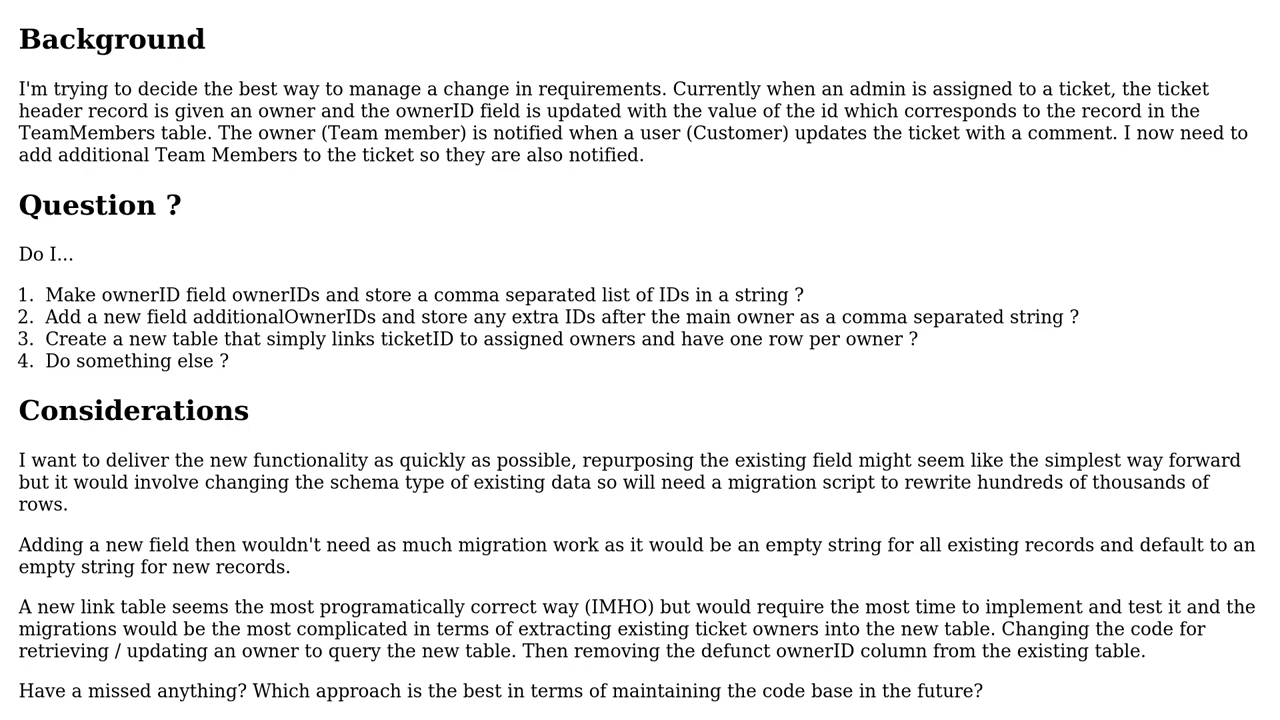 Background
I'm trying to decide the best way to manage a change in requirements. Currently when an admin is assigned to a ticket, the ticket
header record is given an owner and the ownerID field is updated with the value of the id which corresponds to the record in the
TeamMembers table. The owner (Team member) is notified when a user (Customer) updates the ticket with a comment. I now need to
add additional Team Members to the ticket so they are also notified.
Question ?
Do I...
1. Make ownerID field ownerIDs and store a comma separated list of IDs in a string ?
2. Add a new field additionalOwnerIDs and store any extra IDs after the main owner as a comma separated string ?
3. Create a new table that simply links ticketID to assigned owners and have one row per owner ?
4. Do something else ?
Considerations
I want to deliver the new functionality as quickly as possible, repurposing the existing field might seem like the simplest way forward
but it would involve changing the schema type of existing data so will need a migration script to rewrite hundreds of thousands of
rows.
Adding a new field then wouldn't need as much migration work as it would be an empty string for all existing records and default to an
empty string for new records.
A new link table seems the most programatically correct way (IMHO) but would require the most time to implement and test it and the
migrations would be the most complicated in terms of extracting existing ticket owners into the new table. Changing the code for
retrieving / updating an owner to query the new table. Then removing the defunct ownerID column from the existing table.
Have a missed anything? Which approach is the best in terms of maintaining the code base in the future?